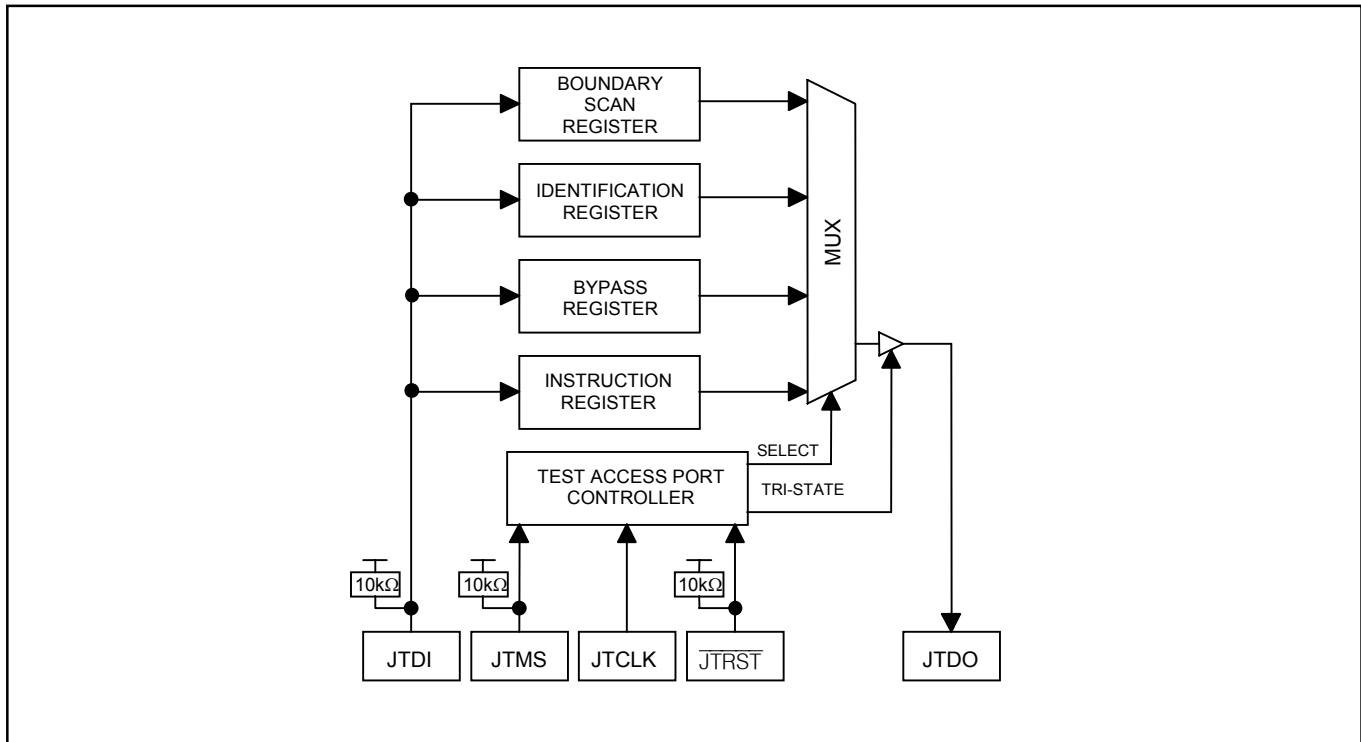 BOUNDARY
SCAN
REGISTER
IDENTIFICATION
REGISTER
MUX
BYPASS
REGISTER
INSTRUCTION
REGISTER
SELECT
TEST ACCESS PORT
CONTROLLER
TRI-STATE
10kΩ
10kΩ
10kΩ
JTDI
JTMS
JTCLK
JTRST
JTDO